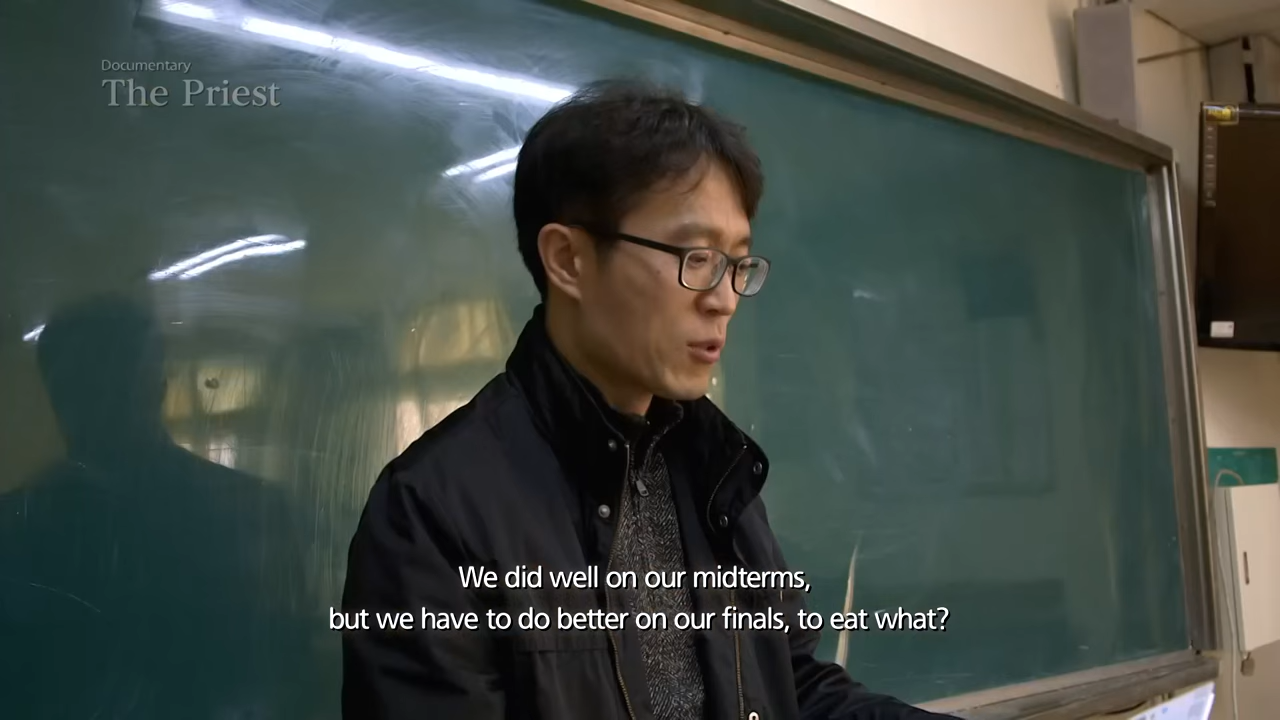 Documentary
The Priest
We did well on our midterms,
but we have to do better on our finals, to eat what?